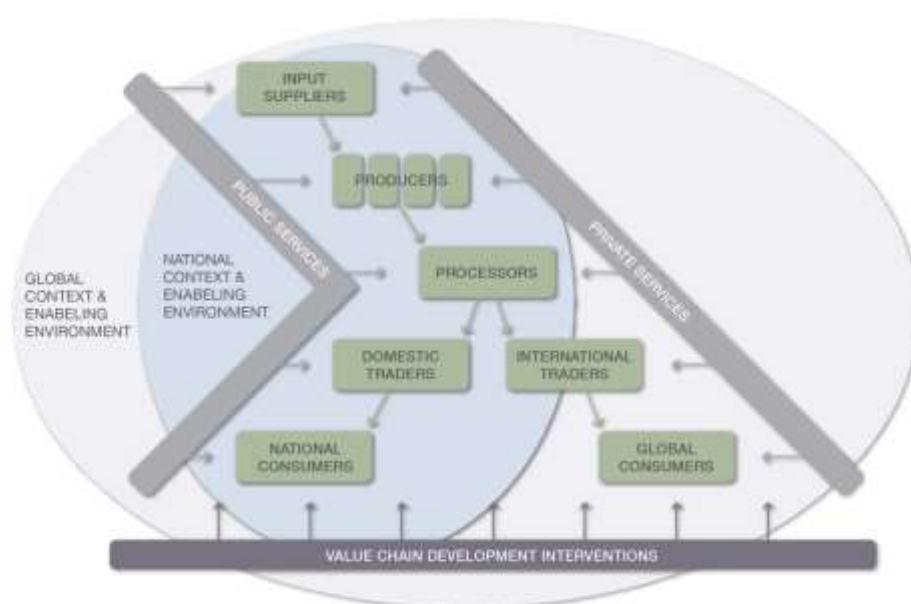 INPUT
SUPPLIERS
PRODUCERS
PUBLIC SERVICES
PRIVATE SERVICES
GLOBAL
CONTEXT &
ENABELING
ENVIRONMENT
NATIONAL
CONTEXT &
ENABELING
ENVIRONMENT
PROCESSORS
DOMESTIC
TRADERS
INTERNATIONAL
TRADERS
NATIONAL
CONSUMERS
GLOBAL
CONSUMERS
VALUE CHAIN DEVELOPMENT INTERVENTIONS